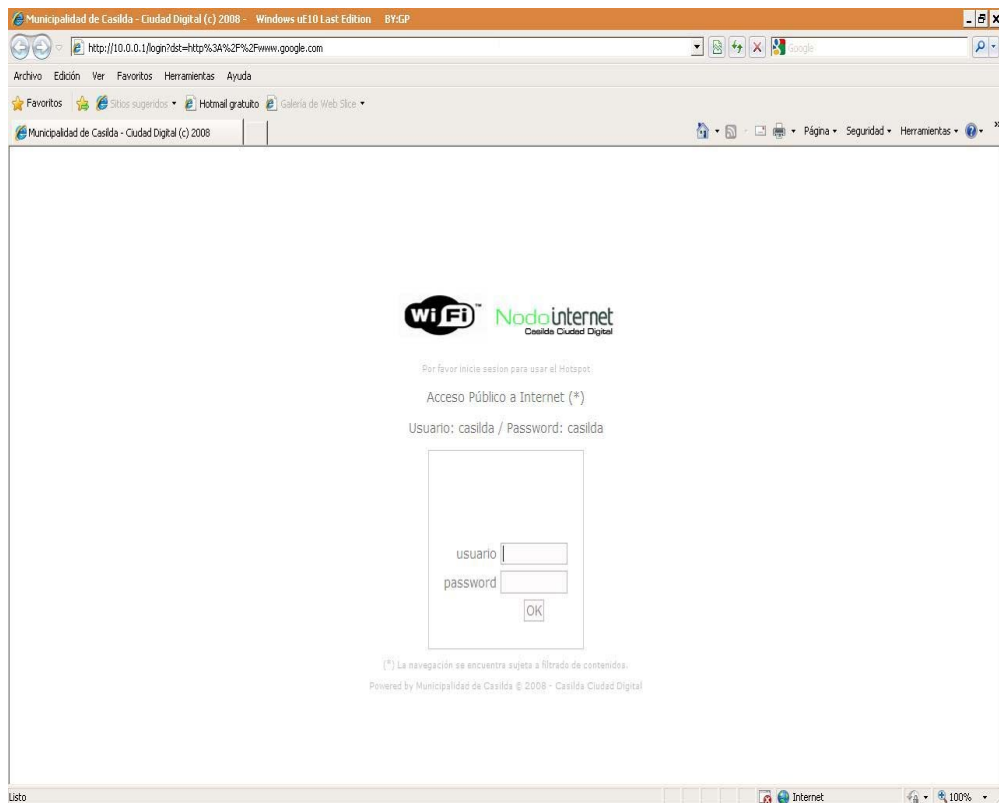 Municipalidad de Casilda - Ciudad Digital (c) 2008 - Windows uE10 Last Edition BY:GP
http://10.0.0.1/login?dst=http%3A%2F%2Fwww.google.com
Google
Archivo Edición Ver Favoritos Herramientas Ayuda
Favoritos Sitios sugeridos Hotmail gratuito Galería de Web Slice
Municipalidad de Casilda - Ciudad Digital (c) 2008
Página Seguridad Herramientas
Wi Fi ™ Nodo internet
Casilda Ciudad Digital
Por favor inicie sesion para usar el Hotspot
Acceso Público a Internet (*)
Usuario: casilda / Password: casilda
usuario
password
OK
(*) La navegación se encuentra sujeta a filtrado de contenidos.
Powered by Municipalidad de Casilda © 2008 - Casilda Ciudad Digital
Listo Internet 100%